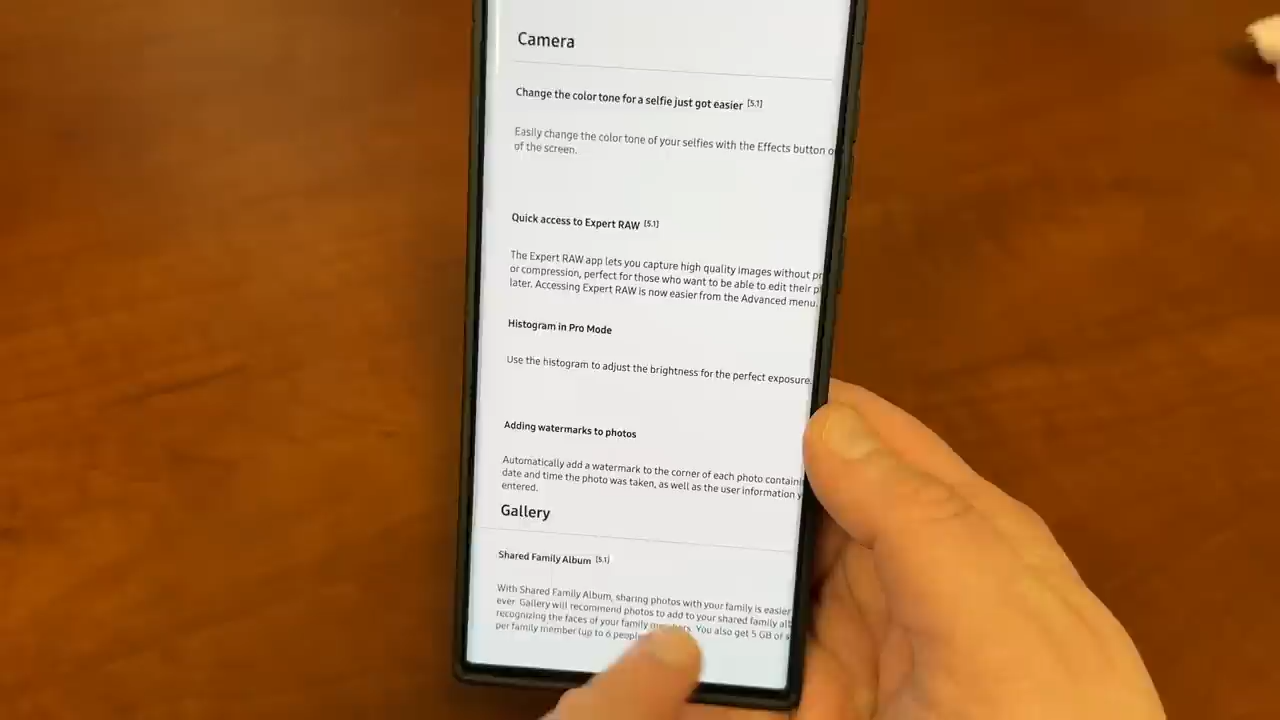 Camera
Change the color tone for a selfie just got easier [5.1]
Easily change the color tone of your selfies with the Effects button
of the screen.
Quick access to Expert RAW [5.1]
The Expert RAW app lets you capture high quality images without
or compression, perfect for those who want to be able to edit their
later. Accessing Expert RAW is now easier from the Advanced menu.
Histogram in Pro Mode
Use the histogram to adjust the brightness for the perfect exposure.
Adding watermarks to photos
Automatically add a watermark to the corner of each photo
date and time the photo was taken, as well as the user information
entered.
Gallery
Shared Family Album [5.1]
With Shared Family Album, sharing photos with your family is easier
ever. Gallery will recommend photos to add to your shared family
recognizing the faces of your family You also get 5 GB of
per family member (up to 6